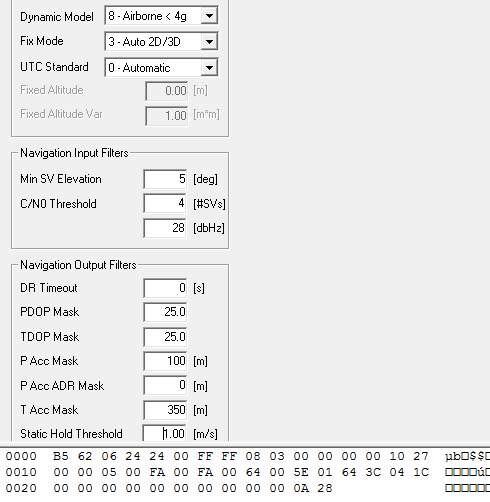 Dynamic Model 8 - Airborne < 4g
Fix Mode 3 - Auto 2D/3D
UTC Standard 0 - Automatic
Fixed Altitude 0.00 [m]
Fixed Altitude Var 1.00 [m*m]
Navigation Input Filters
Min SV Elevation 5 [deg]
C/N0 Threshold 4 [#SVs]
28 [dbHz]
Navigation Output Filters
DR Timeout 0 [s]
PDOP Mask 25.0
TDOP Mask 25.0
P Acc Mask 100 [m]
P Acc ADR Mask 0 [m]
T Acc Mask 350 [m]
Static Hold Threshold 1.00 [m/s]
0000 B5 62 06 24 24 00 FF FF 08 03 00 00 00 00 10 27 µb□$$□
0010 00 00 05 00 FA 00 FA 00 64 00 5E 01 64 3C 04 1C □□□□ú□
0020 00 00 00 00 00 00 00 00 00 00 0A 28 □□□□□□